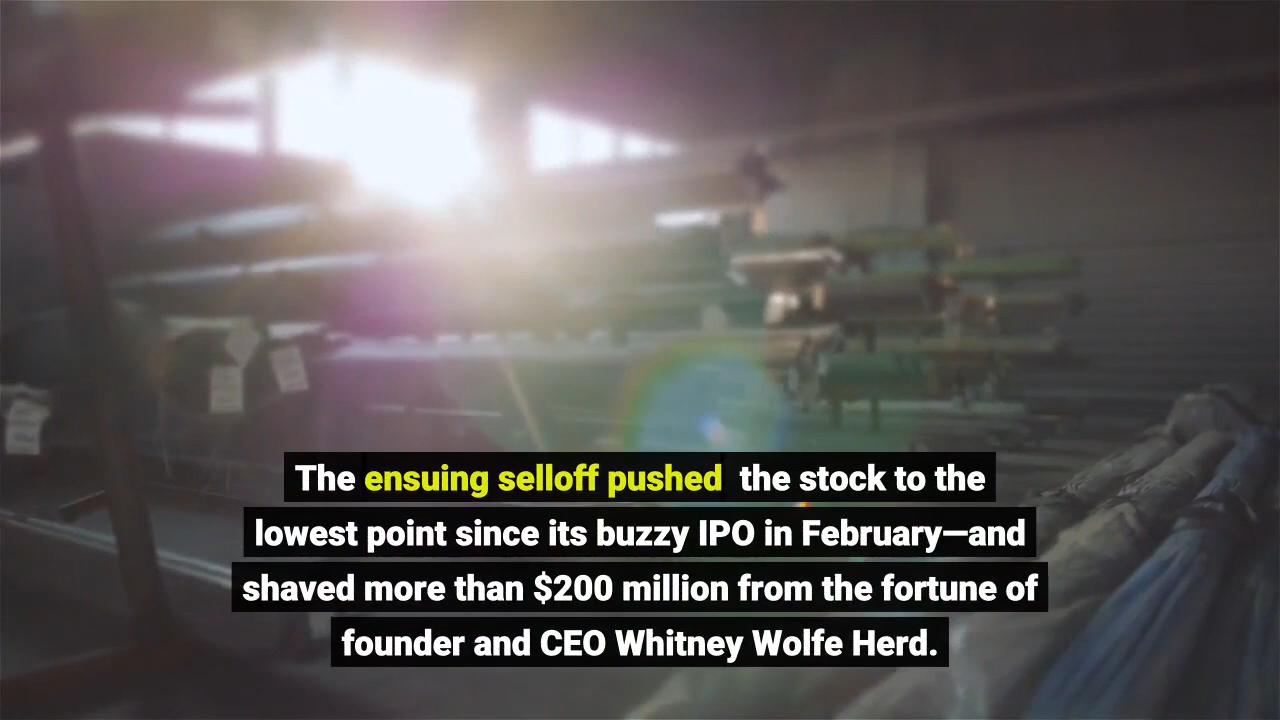 The ensuing selloff pushed the stock to the
lowest point since its buzzy IPO in February—and
shaved more than $200 million from the fortune of
founder and CEO Whitney Wolfe Herd.